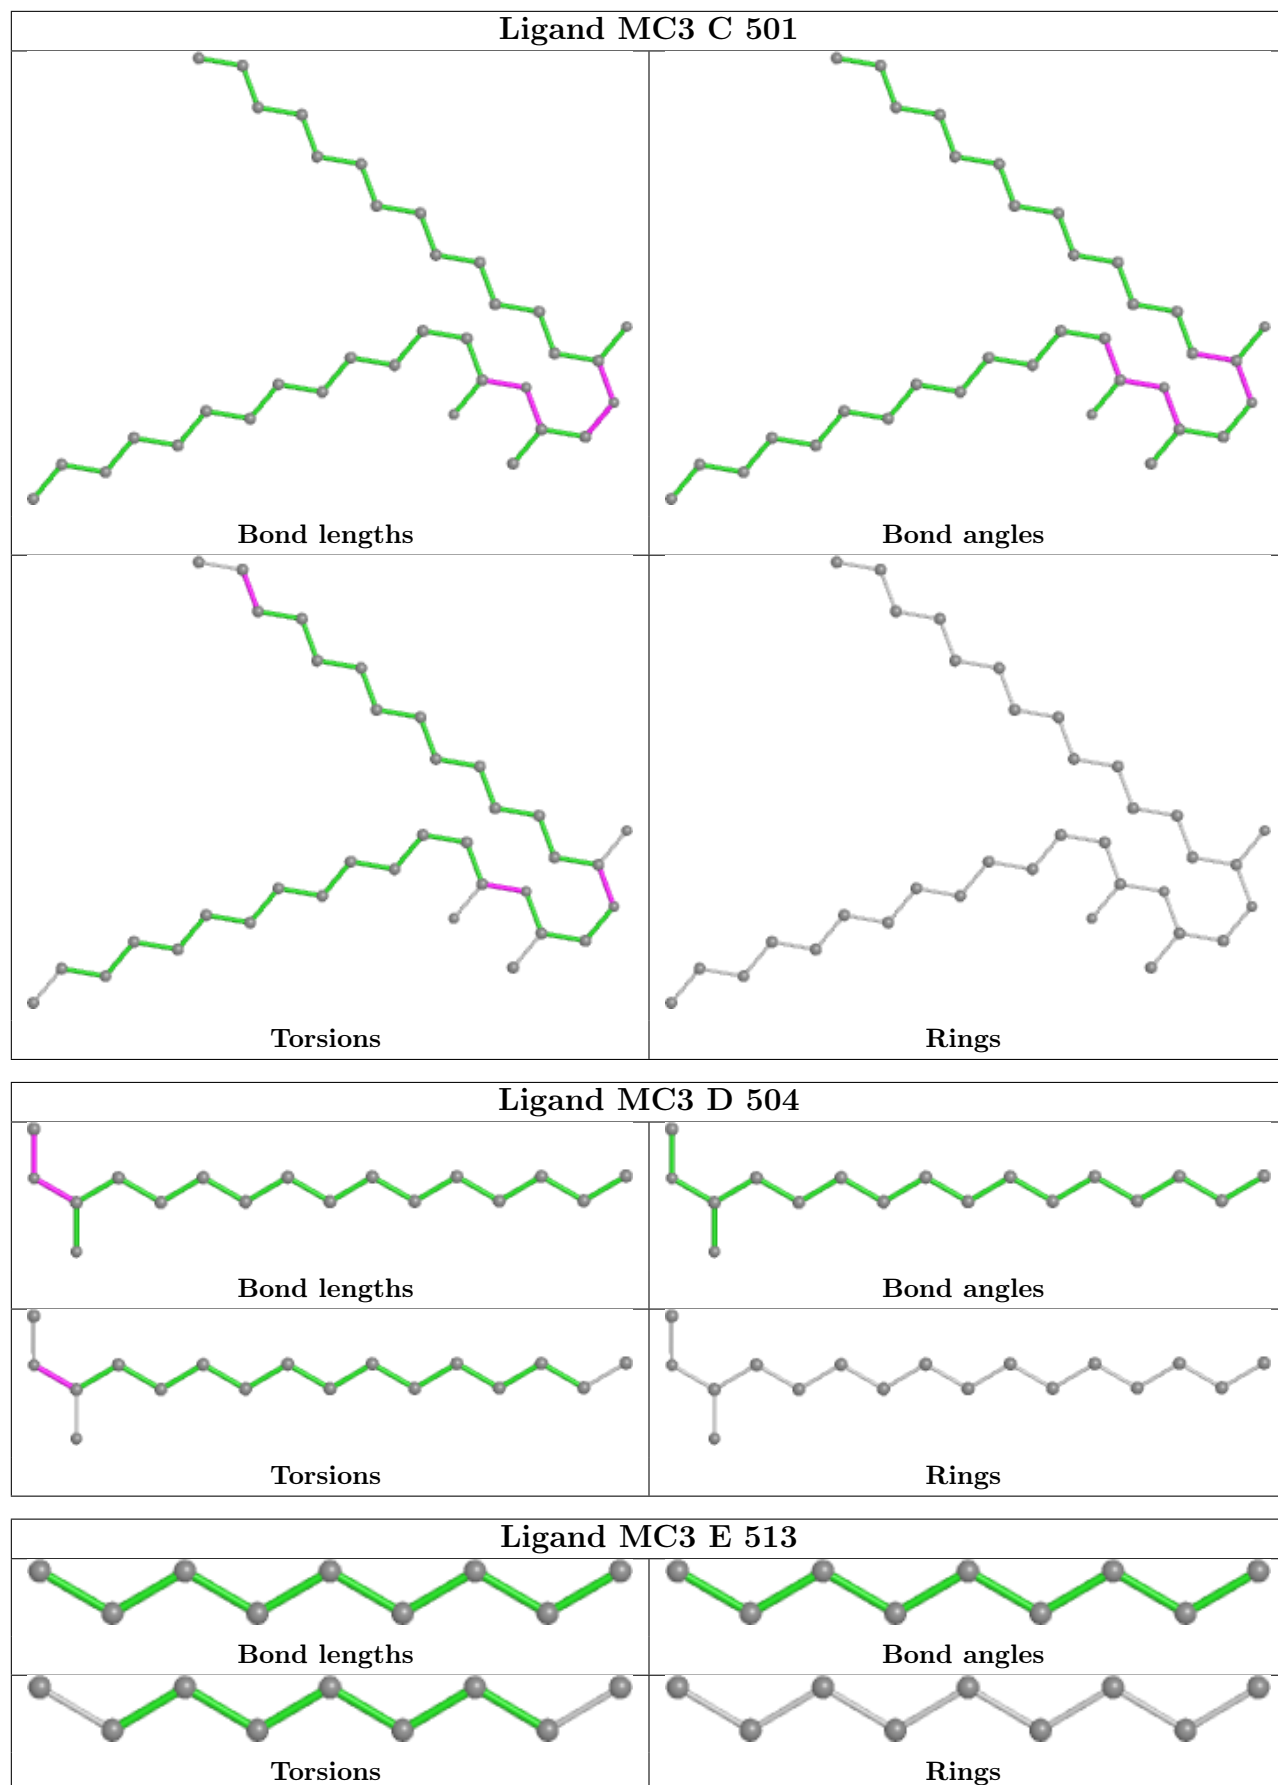 Ligand MC3 C 501
Bond lengths
Bond angles
Torsions
Rings
Ligand MC3 D 504
Bond lengths
Bond angles
Torsions
Rings
Ligand MC3 E 513
Bond lengths
Bond angles
Torsions
Rings